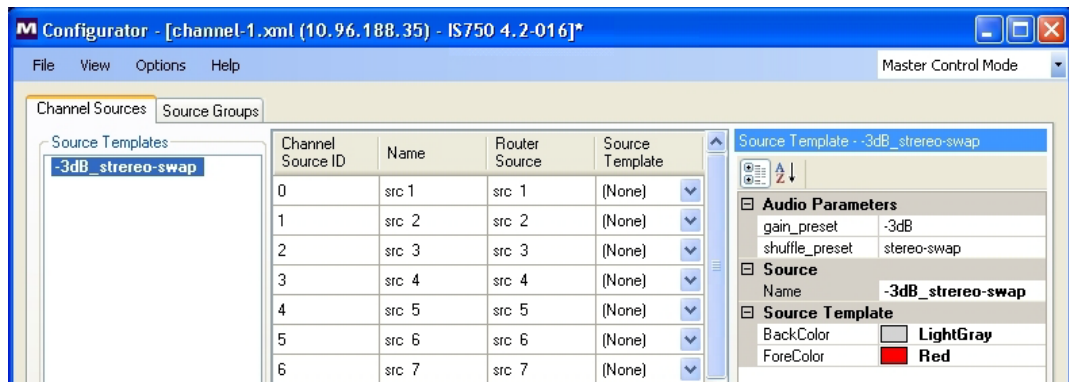 M Configurator - [channel-1.xml (10.96.188.35) - IS750 4.2-016]*
File View Options Help Master Control Mode
Channel Sources Source Groups
Source Templates
-3dB_strereo-swap
Channel Source ID Name Router Source Source Template
0 src 1 src 1 (None)
1 src 2 src 2 (None)
2 src 3 src 3 (None)
3 src 4 src 4 (None)
4 src 5 src 5 (None)
5 src 6 src 6 (None)
6 src 7 src 7 (None)
Source Template - -3dB_strereo-swap
A Z
Audio Parameters
gain_preset -3dB
shuffle_preset stereo-swap
Source
Name -3dB_strereo-swap
Source Template
BackColor LightGray
ForeColor Red